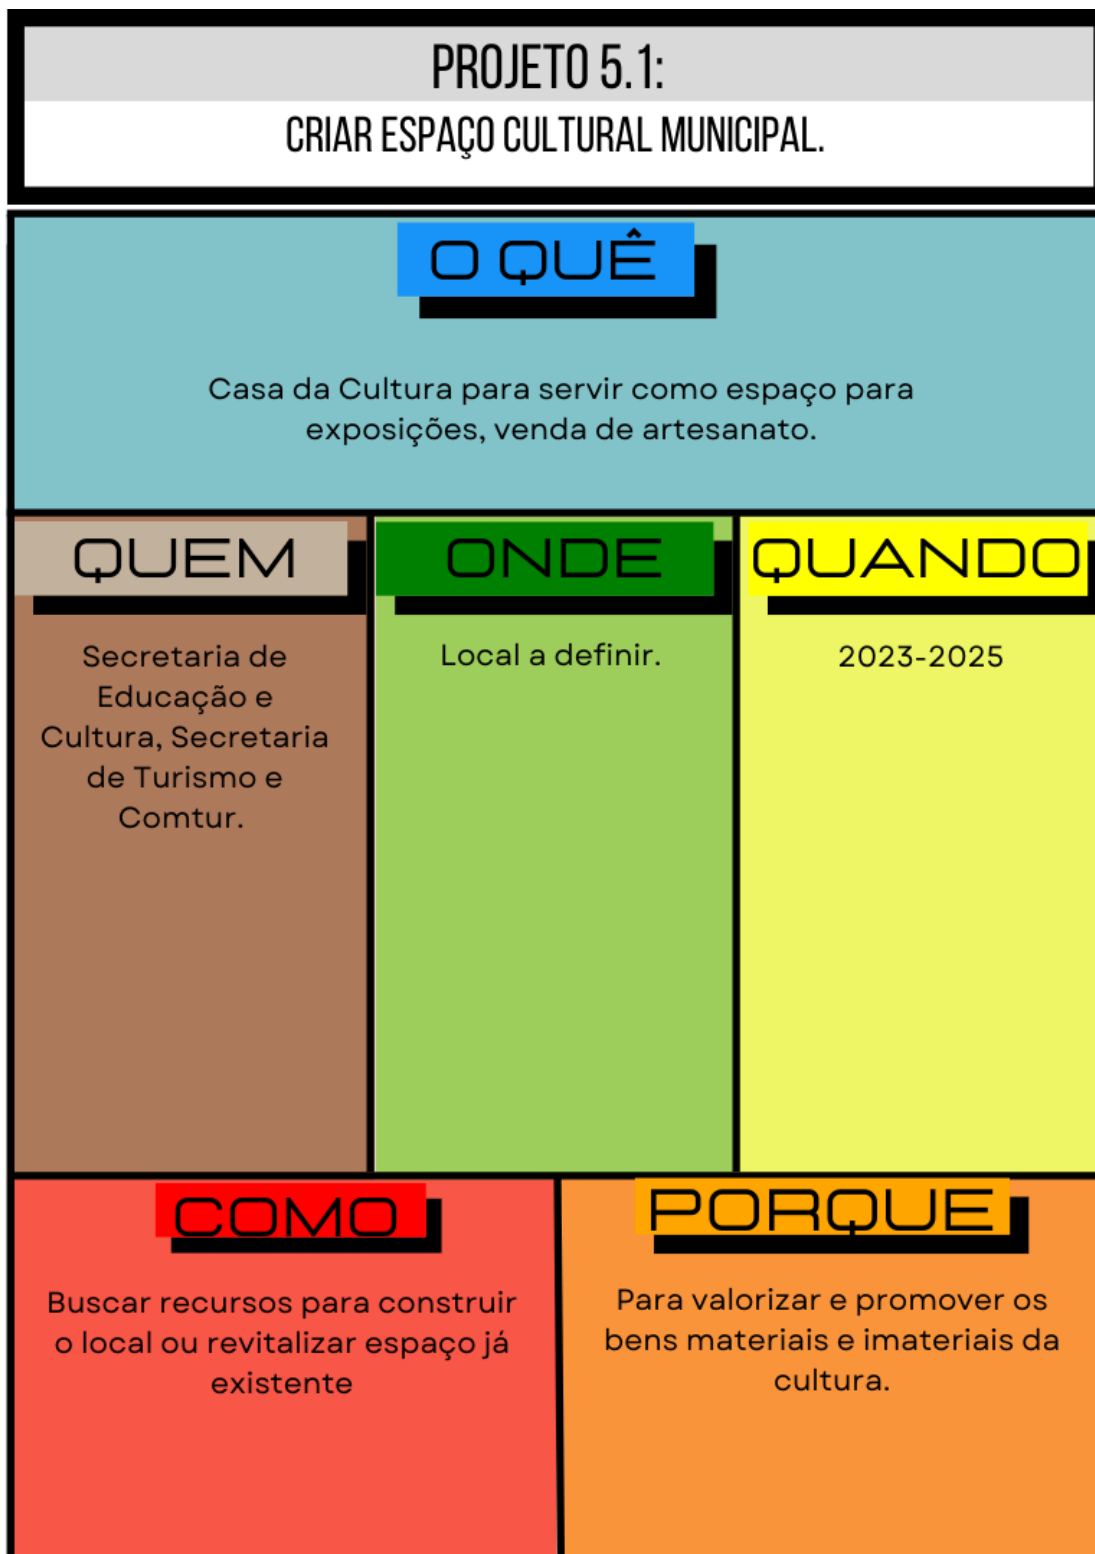 PROJETO 5.1:
CRIAR ESPAÇO CULTURAL MUNICIPAL.
O QUÊ
Casa da Cultura para servir como espaço para
exposições, venda de artesanato.
QUEM
Secretaria de
Educação e
Cultura, Secretaria
de Turismo e
Comtur.
ONDE
Local a definir.
QUANDO
2023-2025
COMO
Buscar recursos para construir
o local ou revitalizar espaço já
existente
PORQUE
Para valorizar e promover os
bens materiais e imateriais da
cultura.